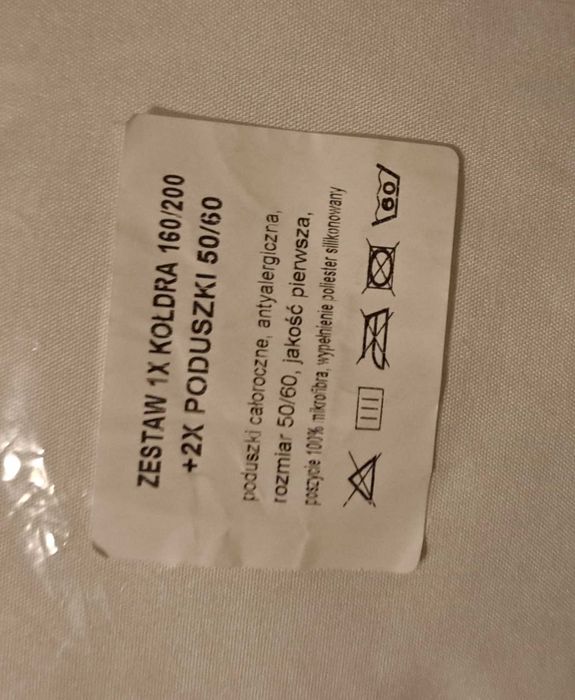 ZESTAW 1X KOLDRA 160/200
+2X PODUSZKI 50/60
poduszki całoroczne, antyalergiczna,
rozmiar 50/60, jakość pierwsza,
poszycie 100% mikrofibra, wypełnienie poliester silikonowany
60